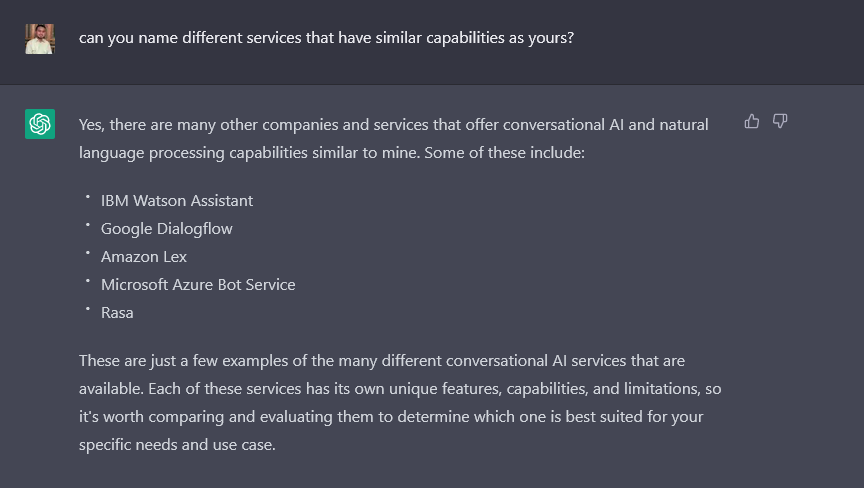 can you name different services that have similar capabilities as yours?
Yes, there are many other companies and services that offer conversational AI and natural
language processing capabilities similar to mine. Some of these include:
• IBM Watson Assistant
• Google Dialogflow
• Amazon Lex
• Microsoft Azure Bot Service
• Rasa
These are just a few examples of the many different conversational AI services that are
available. Each of these services has its own unique features, capabilities, and limitations, so
it's worth comparing and evaluating them to determine which one is best suited for your
specific needs and use case.